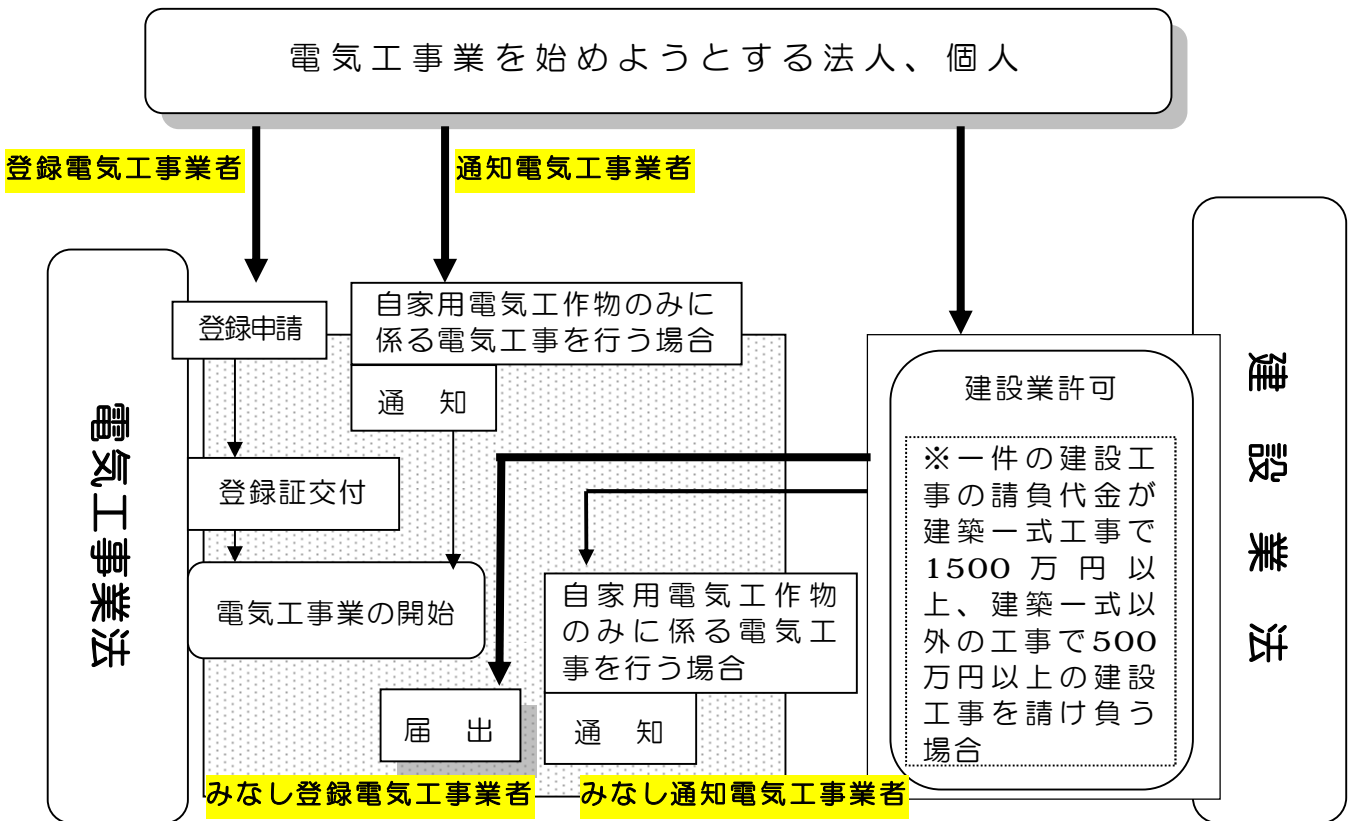 電気工事業を始めようとする法人、個人
登録電気工事業者
通知電気工事業者
電気工事業法
登録申請
自家用電気工作物のみに
係る電気工事を行う場合
通 知
登録証交付
電気工事業の開始
届 出
自家用電気工作物
のみに係る電気工
事を行う場合
通 知
みなし登録電気工事業者
みなし通知電気工事業者
建設業許可
※一件の建設工
事の請負代金が
建築一式工事で
1500万円以
上、建築一式以
外の工事で500
万円以上の建設
工事を請け負う
場合
建設業法